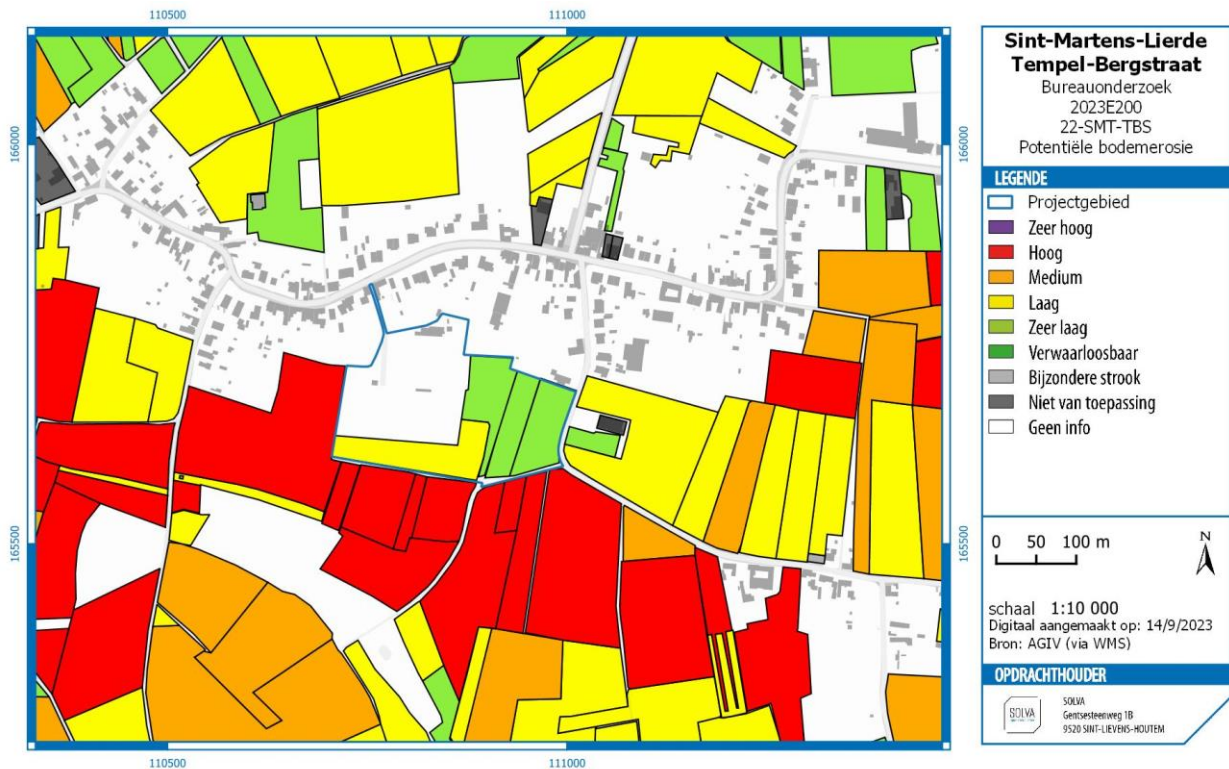 110500
111000
166000
166000
165500
165500
110500
111000
Sint-Martens-Lierde
Tempel-Bergstraat
Bureauonderzoek
2023E200
22-SMT-TBS
Potentiële bodemerosie
LEGENDE
Projectgebied
Zeer hoog
Hoog
Medium
Laag
Zeer laag
Verwaarloosbaar
Bijzondere strook
Niet van toepassing
Geen info
0 50 100 m
N
schaal 1:10 000
Digitaal aangemaakt op: 14/9/2023
Bron: AGIV (via WMS)
OPDRACHTHOUDER
SOLVA
SOLVA
Gentsesteenweg 1B
9520 SINT-LIEVENS-HOUTEM